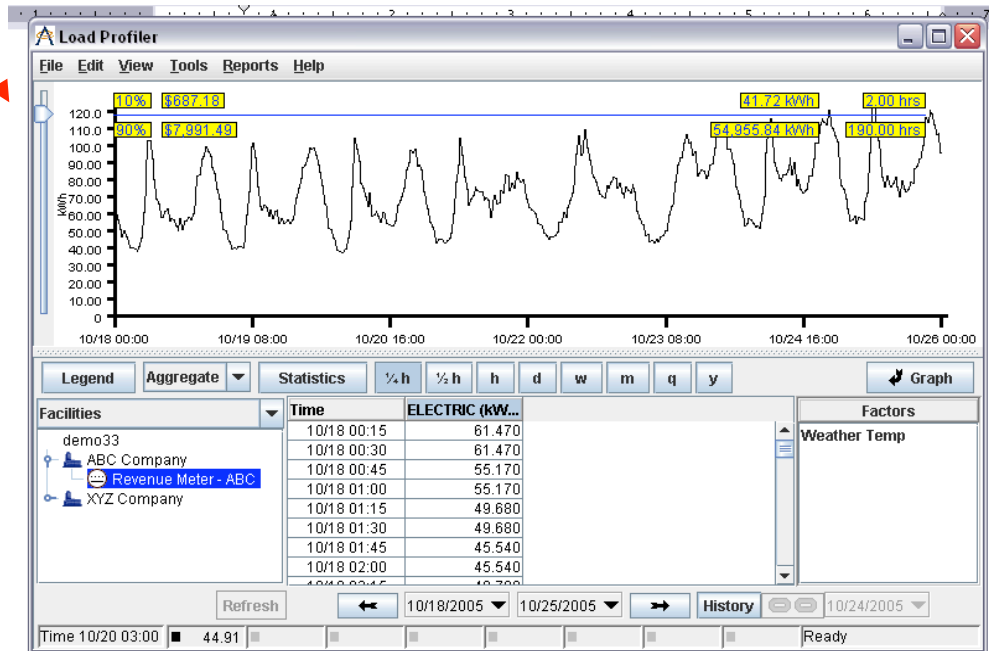 1 2 3 4 5 6 7
Load Profiler
File Edit View Tools Reports Help
10% $687.18 41.72 kWh 2.00 hrs
90% $7,991.49 54,955.84 kWh 190.00 hrs
kWh
120.0
110.0
100.0
90.00
80.00
70.00
60.00
50.00
40.00
30.00
20.00
10.00
0
10/18 00:00 10/19 08:00 10/20 16:00 10/22 00:00 10/23 08:00 10/24 16:00 10/26 00:00
Legend Aggregate Statistics ¼ h ½ h h d w m q y Graph
Facilities Time ELECTRIC (kW... Factors
demo33
ABC Company
Revenue Meter - ABC
XYZ Company
10/18 00:15 61.470
10/18 00:30 61.470
10/18 00:45 55.170
10/18 01:00 55.170
10/18 01:15 49.680
10/18 01:30 49.680
10/18 01:45 45.540
10/18 02:00 45.540
Weather Temp
Refresh 10/18/2005 10/25/2005 History 10/24/2005
Time 10/20 03:00 44.91 Ready